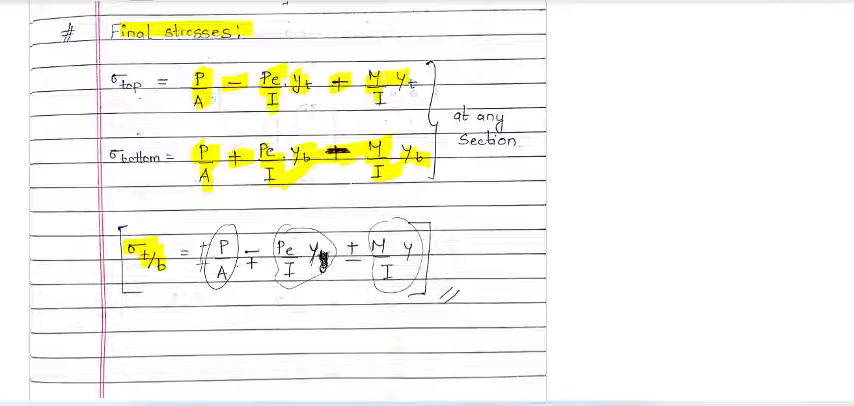 # Final stresses:
σtop = P/A − Pe/I · yt + M/I yt
at any
section.
σbottom = P/A + Pe/I · yb − M/I yb
[σt/b = ± P/A ∓ Pe/I y ± M/I y] //